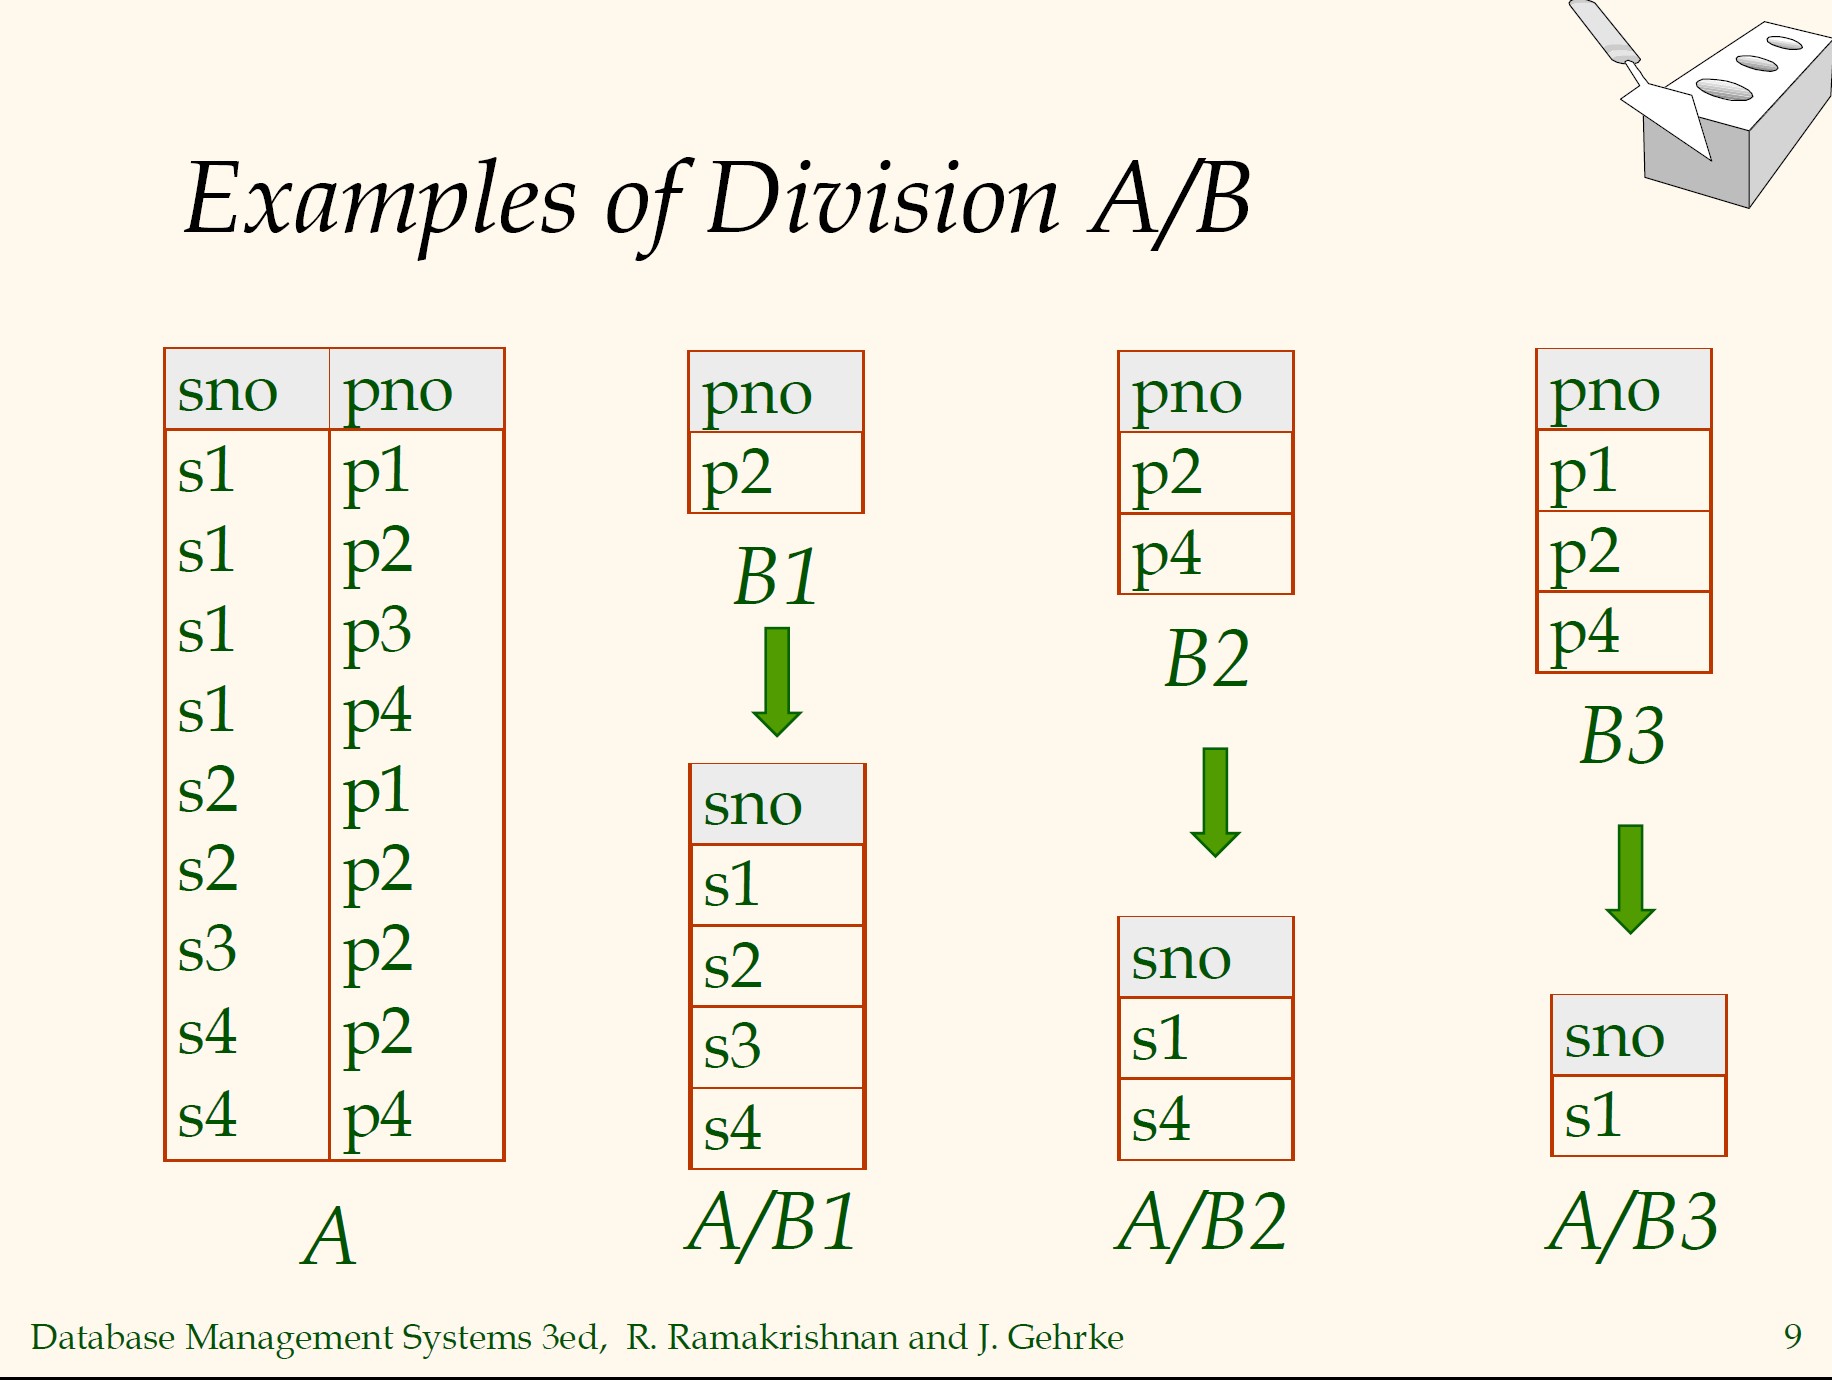 Examples of Division A/B
sno pno
s1 p1
s1 p2
s1 p3
s1 p4
s2 p1
s2 p2
s3 p2
s4 p2
s4 p4
A
pno
p2
B1
sno
s1
s2
s3
s4
A/B1
pno
p2
p4
B2
sno
s1
s4
A/B2
pno
p1
p2
p4
B3
sno
s1
A/B3
Database Management Systems 3ed, R. Ramakrishnan and J. Gehrke 9